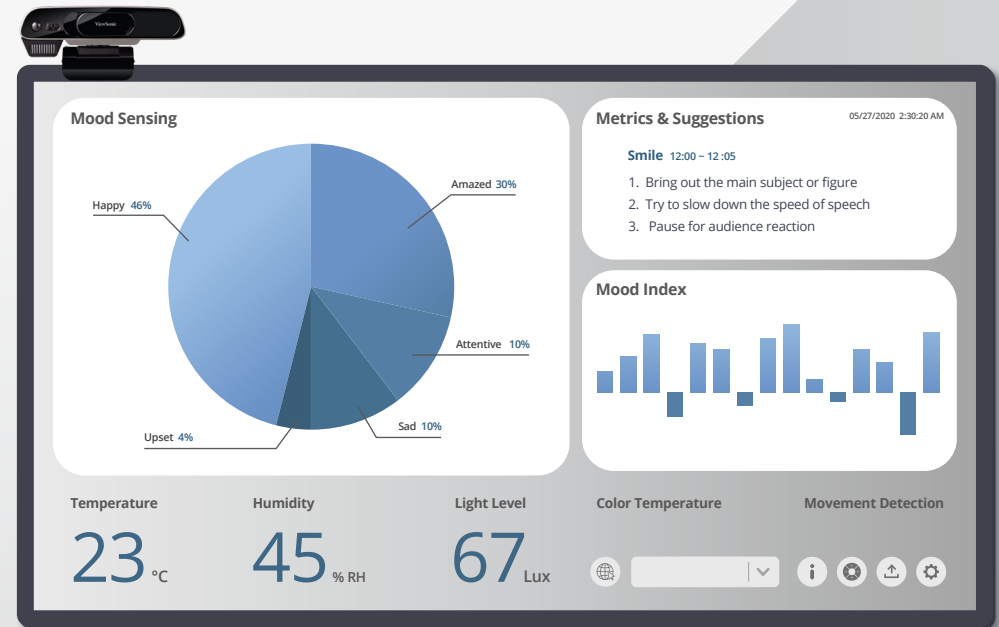 ViewSonic
Mood Sensing
Amazed 30%
Happy 46%
Attentive 10%
Sad 10%
Upset 4%
Metrics & Suggestions
05/27/2020 2:30:20 AM
Smile 12:00 ~ 12 :05
1. Bring out the main subject or figure
2. Try to slow down the speed of speech
3. Pause for audience reaction
Mood Index
Temperature
23 °C
Humidity
45 % RH
Light Level
67 Lux
Color Temperature
Movement Detection